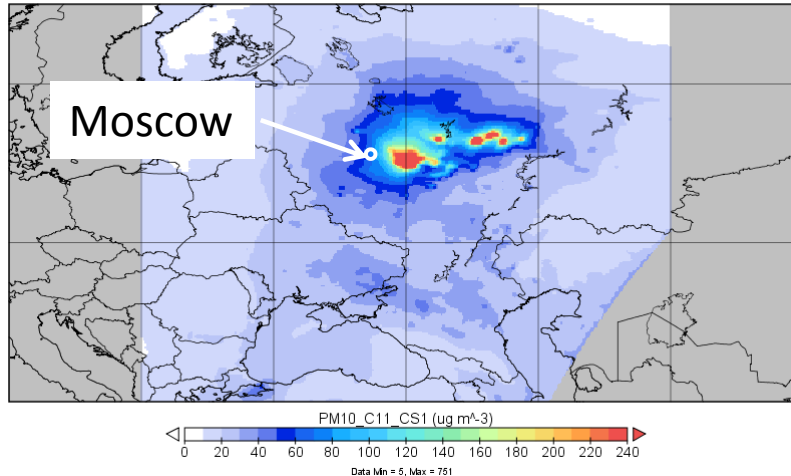 Moscow
PM10_C11_CS1 (ug m^-3)
0 20 40 60 80 100 120 140 160 180 200 220 240
Data Min = 5, Max = 751